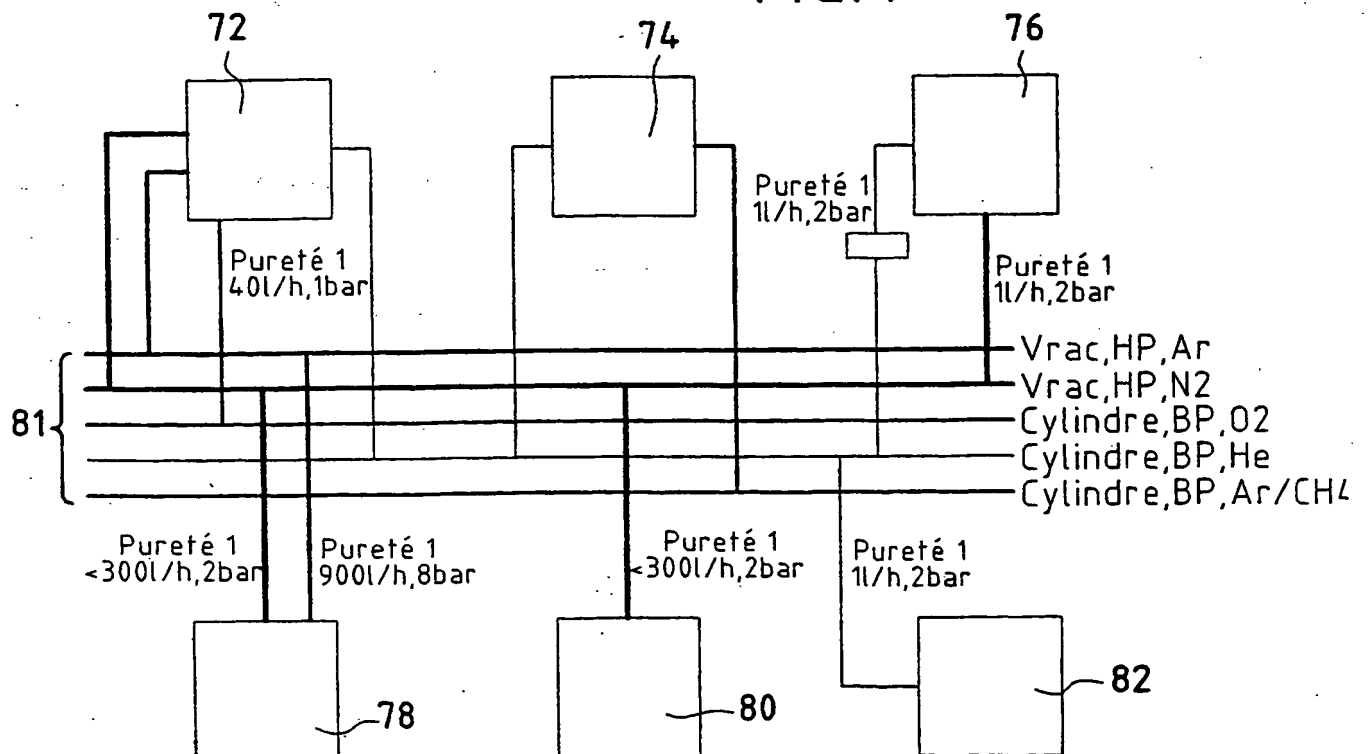 72
74
76
Pureté 1
1l/h,2bar
Pureté 1
40l/h,1bar
Pureté 1
1l/h,2bar
Vrac,HP,Ar
Vrac,HP,N2
81
Cylindre,BP,O2
Cylindre,BP,He
Cylindre,BP,Ar/CH4
Pureté 1
<300l/h,2bar
Pureté 1
900l/h,8bar
Pureté 1
<300l/h,2bar
Pureté 1
1l/h,2bar
78
80
82